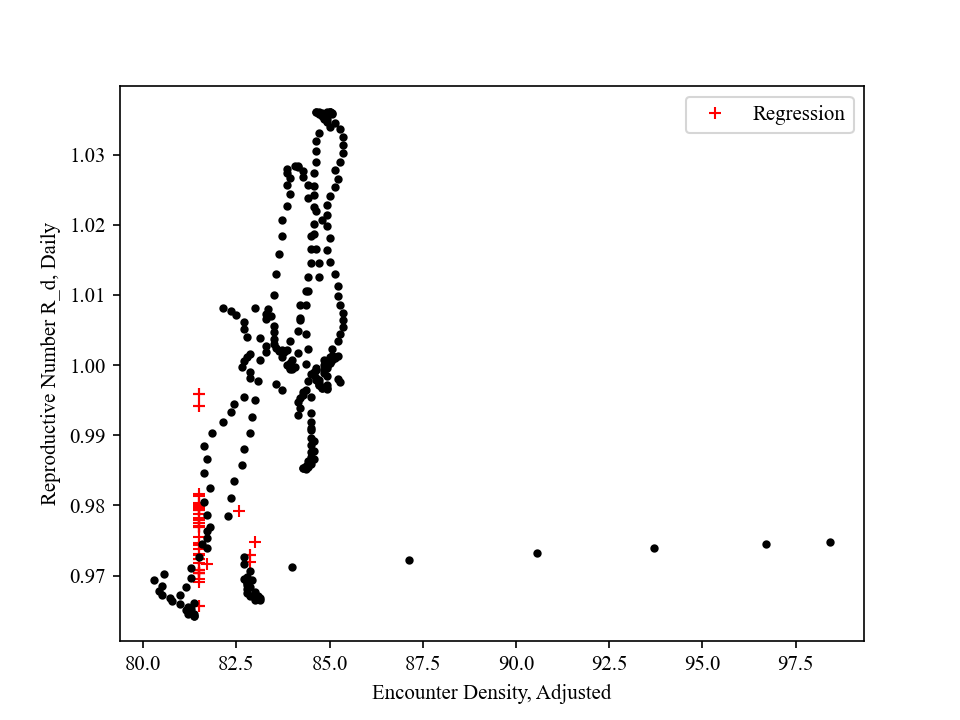 Regression
Reproductive Number R_d, Daily
1.03
1.02
1.01
1.00
0.99
0.98
0.97
80.0 82.5 85.0 87.5 90.0 92.5 95.0 97.5
Encounter Density, Adjusted